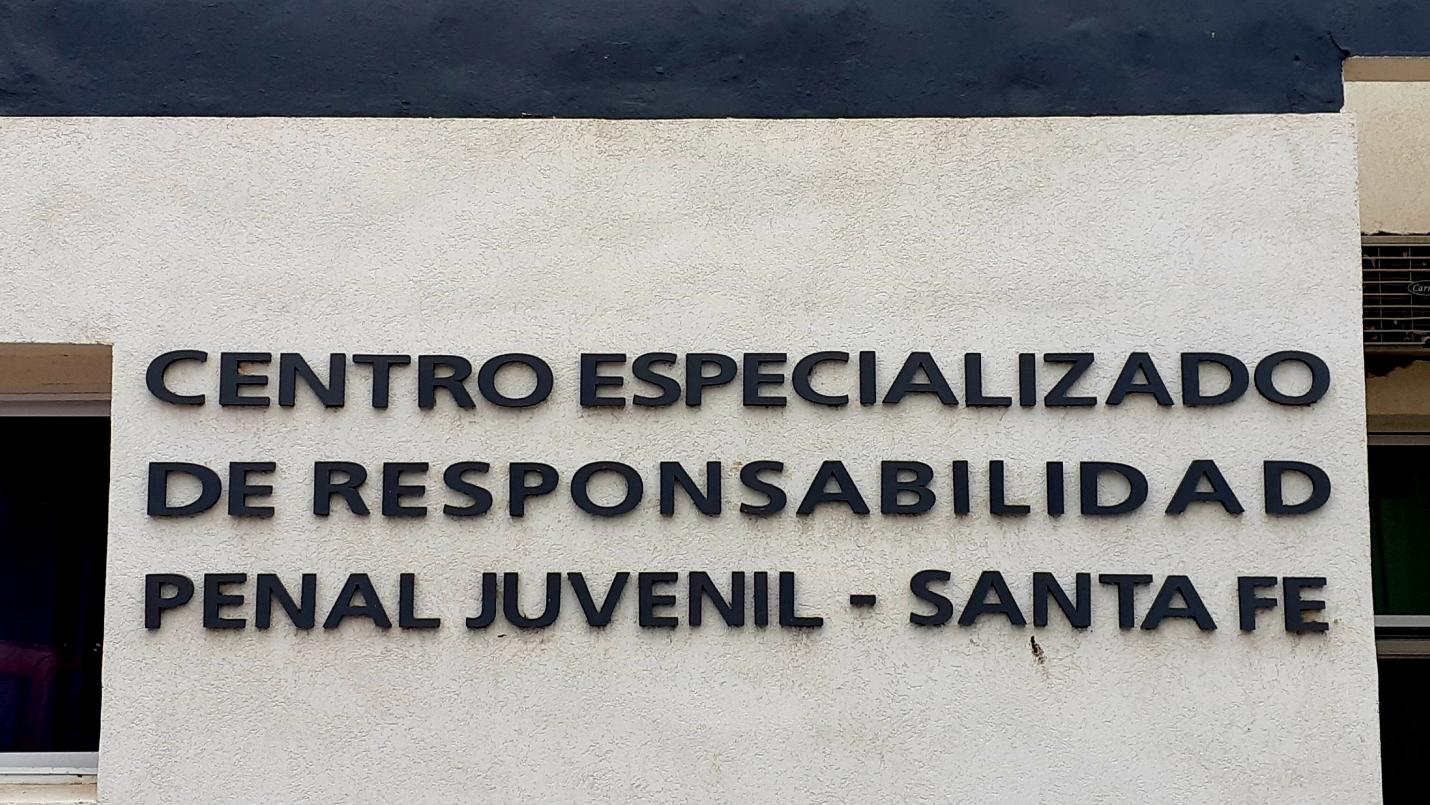 CENTRO ESPECIALIZADO
DE RESPONSABILIDAD
PENAL JUVENIL - SANTA FE